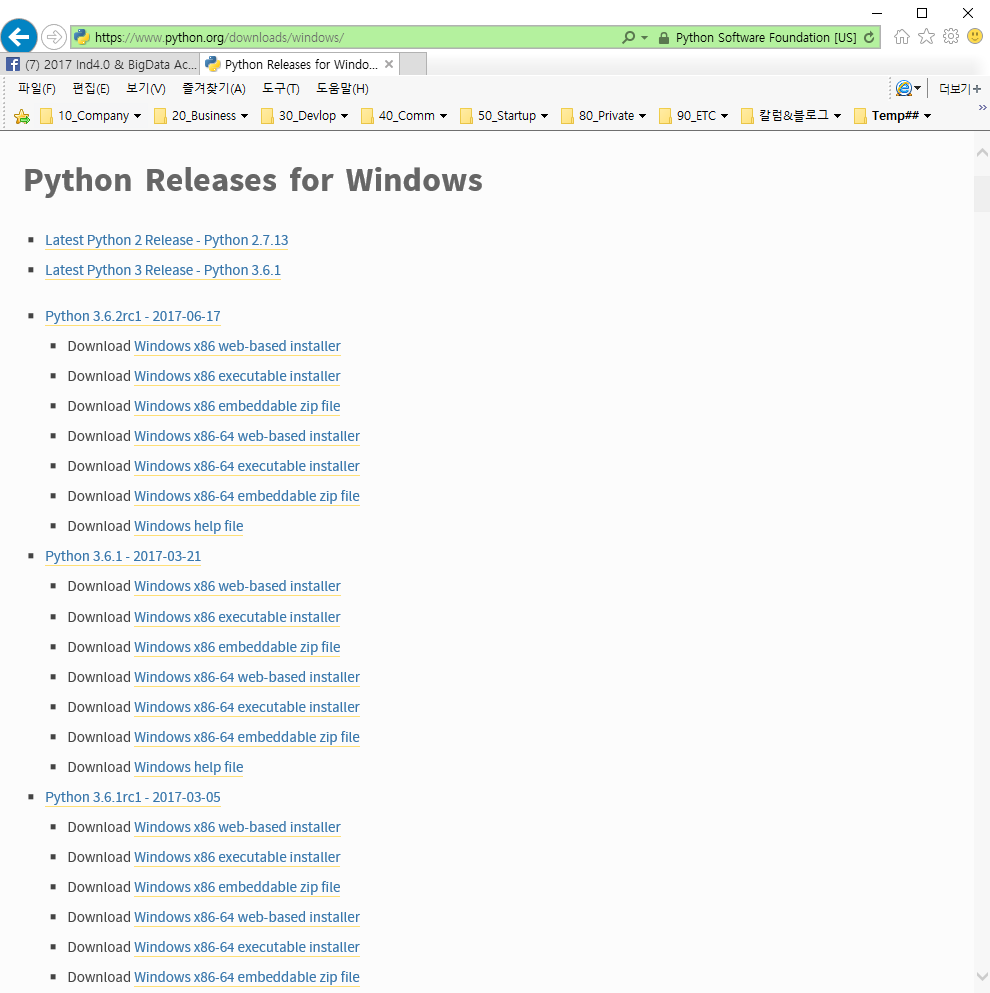 https://www.python.org/downloads/windows/
Python Software Foundation [US]
(7) 2017 Ind4.0 & BigData Ac...
Python Releases for Windo...
파일(F) 편집(E) 보기(V) 즐겨찾기(A) 도구(T) 도움말(H)
더보기
10_Company 20_Business 30_Devlop 40_Comm 50_Startup 80_Private 90_ETC 칼럼&블로그 Temp##
Python Releases for Windows
Latest Python 2 Release - Python 2.7.13
Latest Python 3 Release - Python 3.6.1
Python 3.6.2rc1 - 2017-06-17
Download Windows x86 web-based installer
Download Windows x86 executable installer
Download Windows x86 embeddable zip file
Download Windows x86-64 web-based installer
Download Windows x86-64 executable installer
Download Windows x86-64 embeddable zip file
Download Windows help file
Python 3.6.1 - 2017-03-21
Download Windows x86 web-based installer
Download Windows x86 executable installer
Download Windows x86 embeddable zip file
Download Windows x86-64 web-based installer
Download Windows x86-64 executable installer
Download Windows x86-64 embeddable zip file
Download Windows help file
Python 3.6.1rc1 - 2017-03-05
Download Windows x86 web-based installer
Download Windows x86 executable installer
Download Windows x86 embeddable zip file
Download Windows x86-64 web-based installer
Download Windows x86-64 executable installer
Download Windows x86-64 embeddable zip file